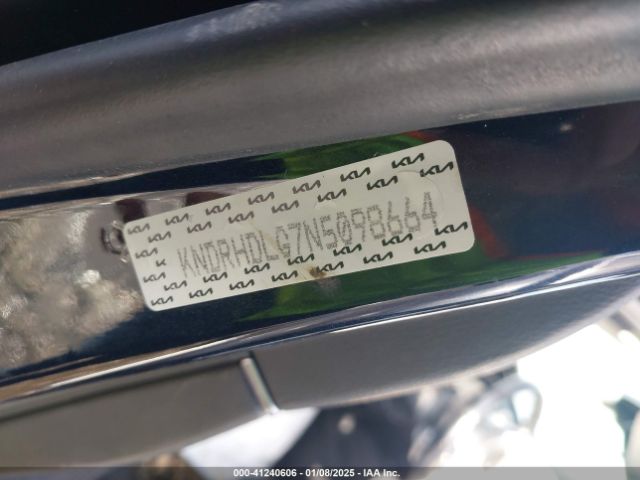 KNDRHDLG7N5098664
000-41240606 - 01/08/2025 - IAA Inc.